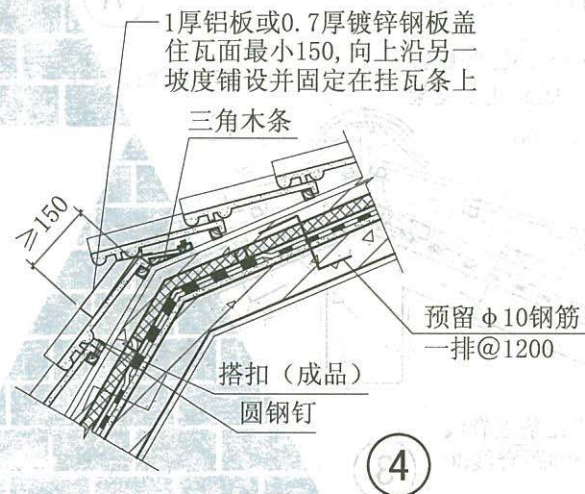 1厚铝板或0.7厚镀锌钢板盖
住瓦面最小150,向上沿另一
坡度铺设并固定在挂瓦条上
三角木条
≥150
预留φ10钢筋
一排@1200
搭扣（成品）
圆钢钉
4